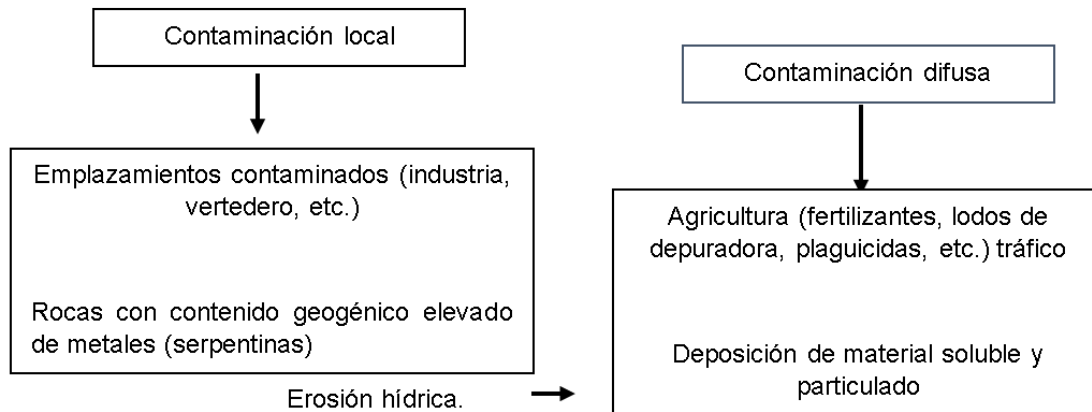 Contaminación local
Emplazamientos contaminados (industria,
vertedero, etc.)
Rocas con contenido geogénico elevado
de metales (serpentinas)
Erosión hídrica.
Contaminación difusa
Agricultura (fertilizantes, lodos de
depuradora, plaguicidas, etc.) tráfico
Deposición de material soluble y
particulado